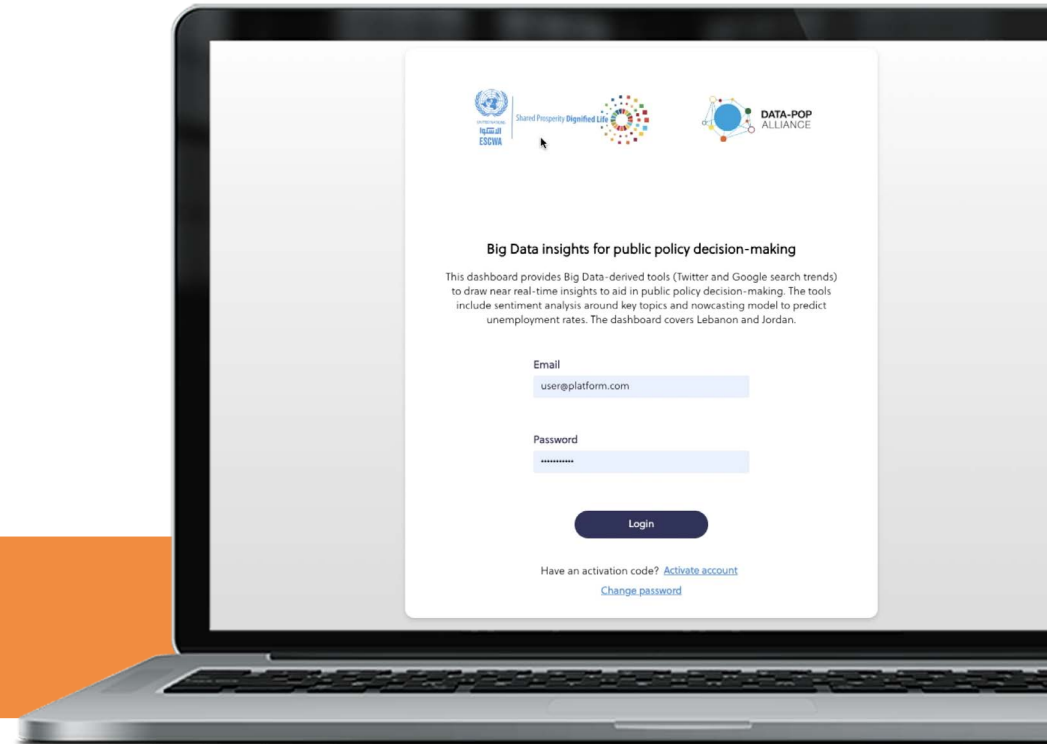 Shared Prosperity Dignified Life
الإسكوا
ESCWA
DATA-POP
ALLIANCE
Big Data insights for public policy decision-making
This dashboard provides Big Data-derived tools (Twitter and Google search trends)
to draw near real-time insights to aid in public policy decision-making. The tools
include sentiment analysis around key topics and nowcasting model to predict
unemployment rates. The dashboard covers Lebanon and Jordan.
Email
user@platform.com
Password
Login
Have an activation code? Activate account
Change password